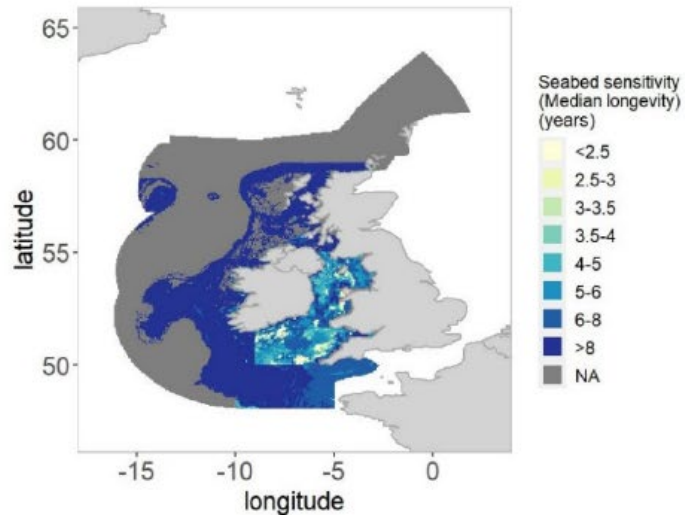 65
60
55
50
latitude
-15
-10
-5
0
longitude
Seabed sensitivity
(Median longevity)
(years)
<2.5
2.5-3
3-3.5
3.5-4
4-5
5-6
6-8
>8
NA